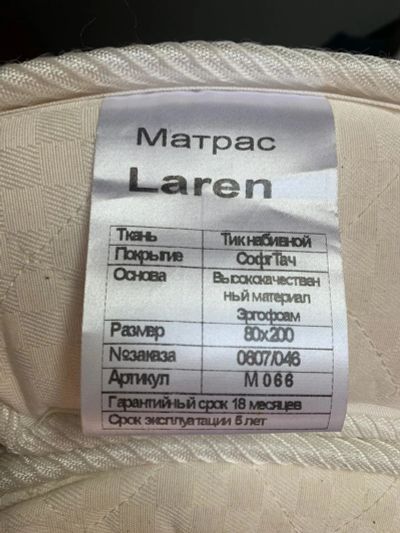 Матрас
Laren
Ткань Тик набивной
Покрытие Софт Тач
Основа Высококачествен
ный материал
Эргофоам
Размер 80x200
№заказа 0607/046
Артикул М 066
Гарантийный срок 18 месяцев
Срок эксплуатации 5 лет